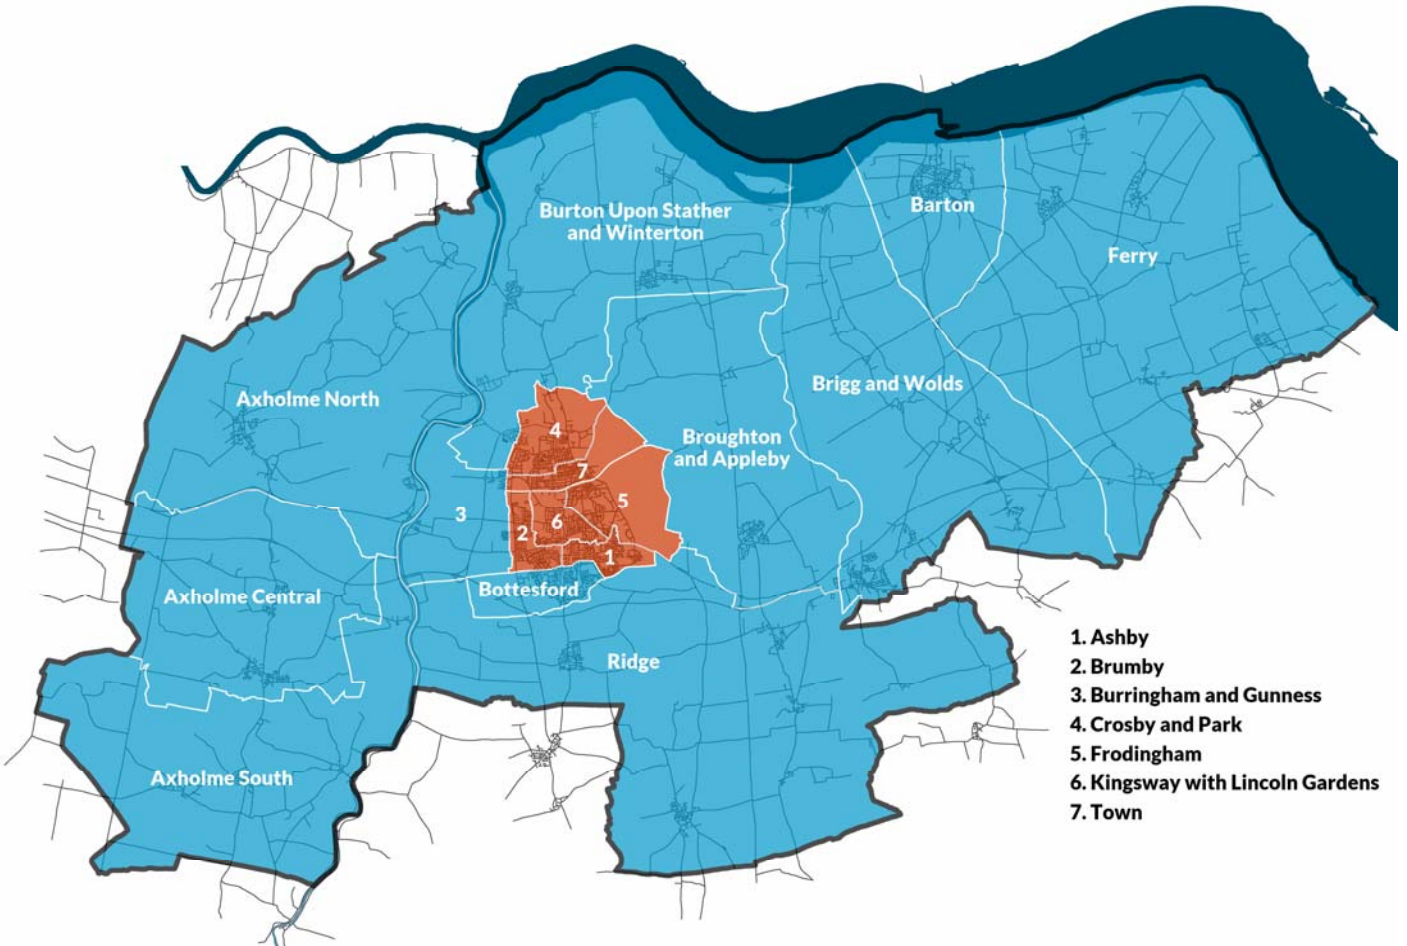 Burton Upon Stather
and Winterton
Barton
Ferry
Axholme North
Brigg and Wolds
4
Broughton
and Appleby
7
5
3
6
2
1
Bottesford
Axholme Central
Ridge
Axholme South
1. Ashby
2. Brumby
3. Burringham and Gunness
4. Crosby and Park
5. Frodingham
6. Kingsway with Lincoln Gardens
7. Town